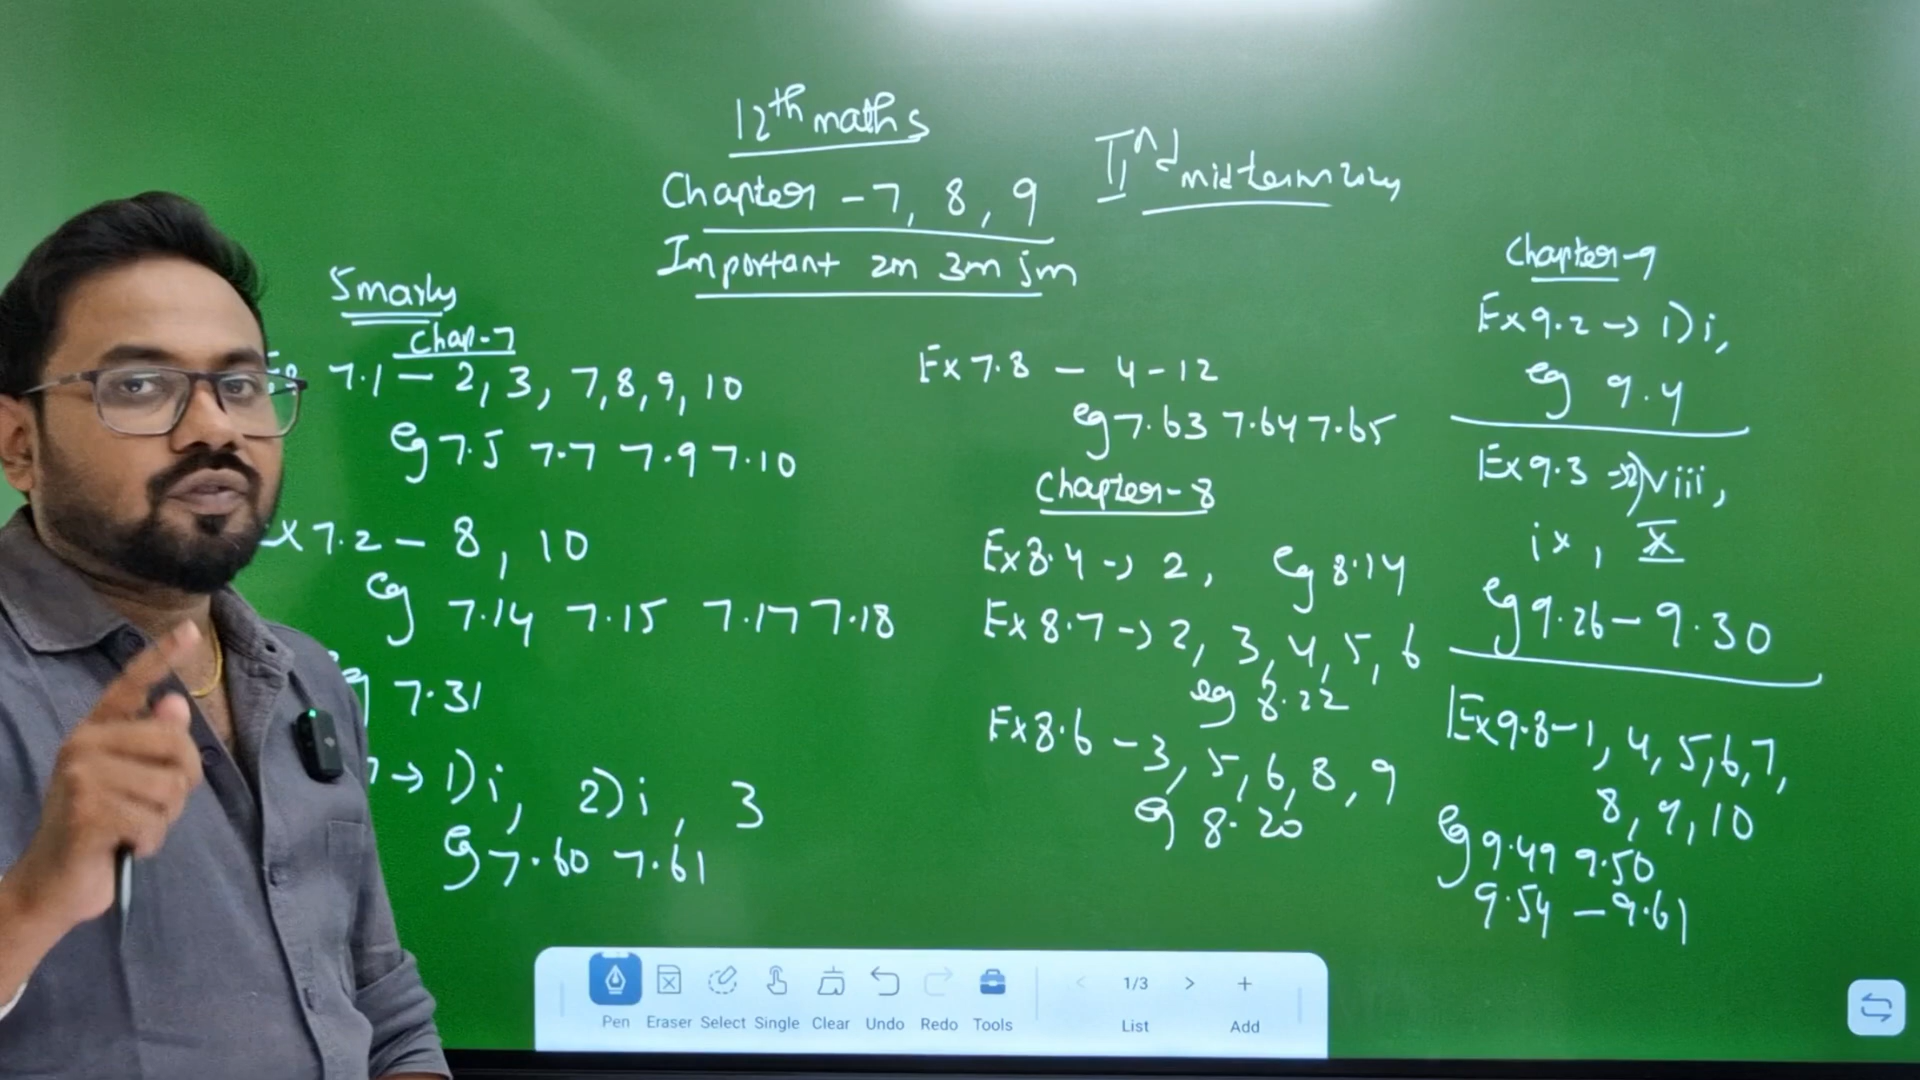 12th maths
IInd midterm 2024
Chapter - 7, 8, 9
Important 2m 3m 5m
5 marks
Chap-7
7.1 - 2, 3, 7, 8, 9, 10
eg 7.5 7.7 7.9 7.10
Ex 7.2 - 8, 10
eg 7.14 7.15 7.17 7.18
7.31
→ 1) i, 2) i, 3
eg 7.60 7.61
Ex 7.8 - 4 - 12
eg 7.63 7.64 7.65
Chapter - 8
Ex 8.4 → 2, eg 8.14
Ex 8.7 → 2, 3, 4, 5, 6
eg 8.22
Ex 8.6 - 3, 5, 6, 8, 9
eg 8.20
Chapter - 9
Ex 9.2 → 1) i,
eg 9.4
Ex 9.3 → 2) viii,
ix, x
eg 9.26 - 9.30
Ex 9.8 - 1, 4, 5, 6, 7,
8, 9, 10
eg 9.49 9.50
9.54 - 9.61
Pen Eraser Select Single Clear Undo Redo Tools < 1/3 > List + Add